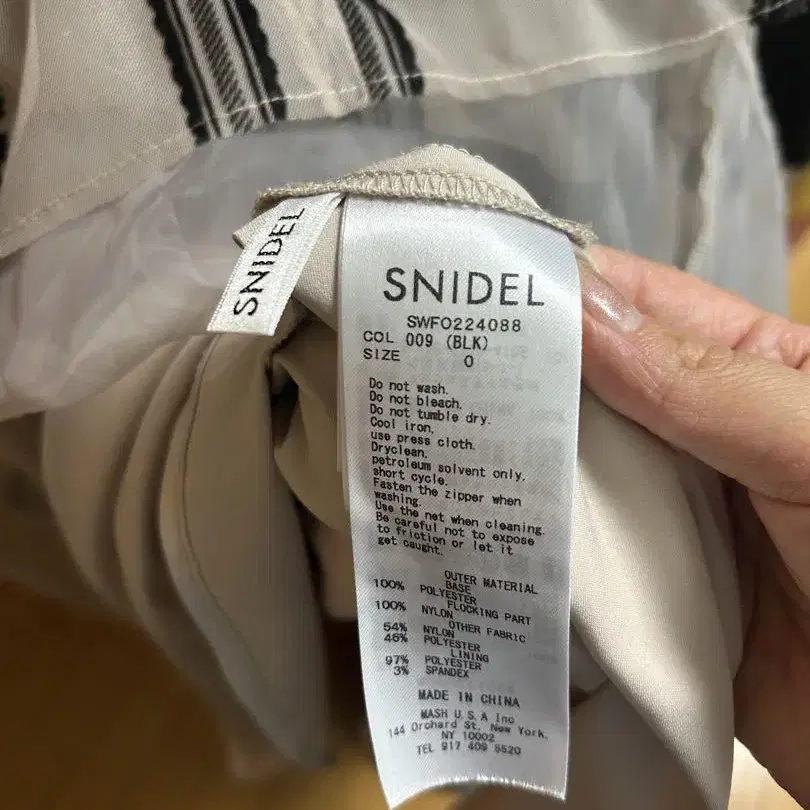 SNIDEL
SNIDEL
SWFO224088
COL 009 (BLK)
SIZE 0
Do not wash.
Do not bleach.
Do not tumble dry.
Cool iron.
use press cloth.
Dryclean.
petroleum solvent only.
short cycle.
Fasten the zipper when
washing.
Use the net when cleaning.
Be careful not to expose
to friction or let it
get caught.
OUTER MATERIAL
BASE
100% POLYESTER
FLOCKING PART
100% NYLON
OTHER FABRIC
54% NYLON
46% POLYESTER
LINING
97% POLYESTER
3% SPANDEX
MADE IN CHINA
MASH U.S.A Inc
144 Orchard St, New York,
NY 10002
TEL 917 409 5520